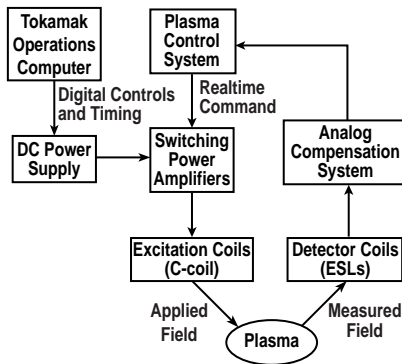 Tokamak
Operations
Computer
Plasma
Control
System
Digital Controls
and Timing
Realtime
Command
DC Power
Supply
Switching
Power
Amplifiers
Analog
Compensation
System
Excitation Coils
(C-coil)
Detector Coils
(ESLs)
Applied
Field
Plasma
Measured
Field